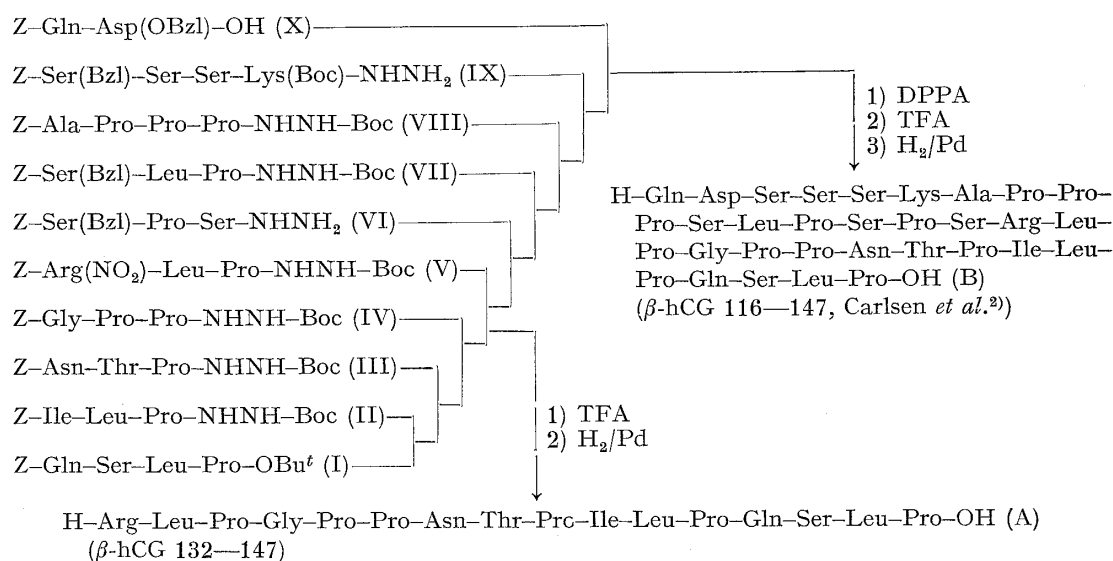 Z–Gln–Asp(OBzl)–OH (X)
Z–Ser(Bzl)–Ser–Ser–Lys(Boc)–NHNH₂ (IX)
Z–Ala–Pro–Pro–Pro–NHNH–Boc (VIII)
Z–Ser(Bzl)–Leu–Pro–NHNH–Boc (VII)
Z–Ser(Bzl)–Pro–Ser–NHNH₂ (VI)
Z–Arg(NO₂)–Leu–Pro–NHNH–Boc (V)
Z–Gly–Pro–Pro–NHNH–Boc (IV)
Z–Asn–Thr–Pro–NHNH–Boc (III)
Z–Ile–Leu–Pro–NHNH–Boc (II)
Z–Gln–Ser–Leu–Pro–OBuᵗ (I)
1) DPPA
2) TFA
3) H₂/Pd
H–Gln–Asp–Ser–Ser–Ser–Lys–Ala–Pro–Pro–
Pro–Ser–Leu–Pro–Ser–Pro–Ser–Arg–Leu–
Pro–Gly–Pro–Pro–Asn–Thr–Pro–Ile–Leu–
Pro–Gln–Ser–Leu–Pro–OH (B)
(β-hCG 116—147, Carlsen et al.²⁾)
1) TFA
2) H₂/Pd
H–Arg–Leu–Pro–Gly–Pro–Pro–Asn–Thr–Prc–Ile–Leu–Pro–Gln–Ser–Leu–Pro–OH (A)
(β-hCG 132—147)